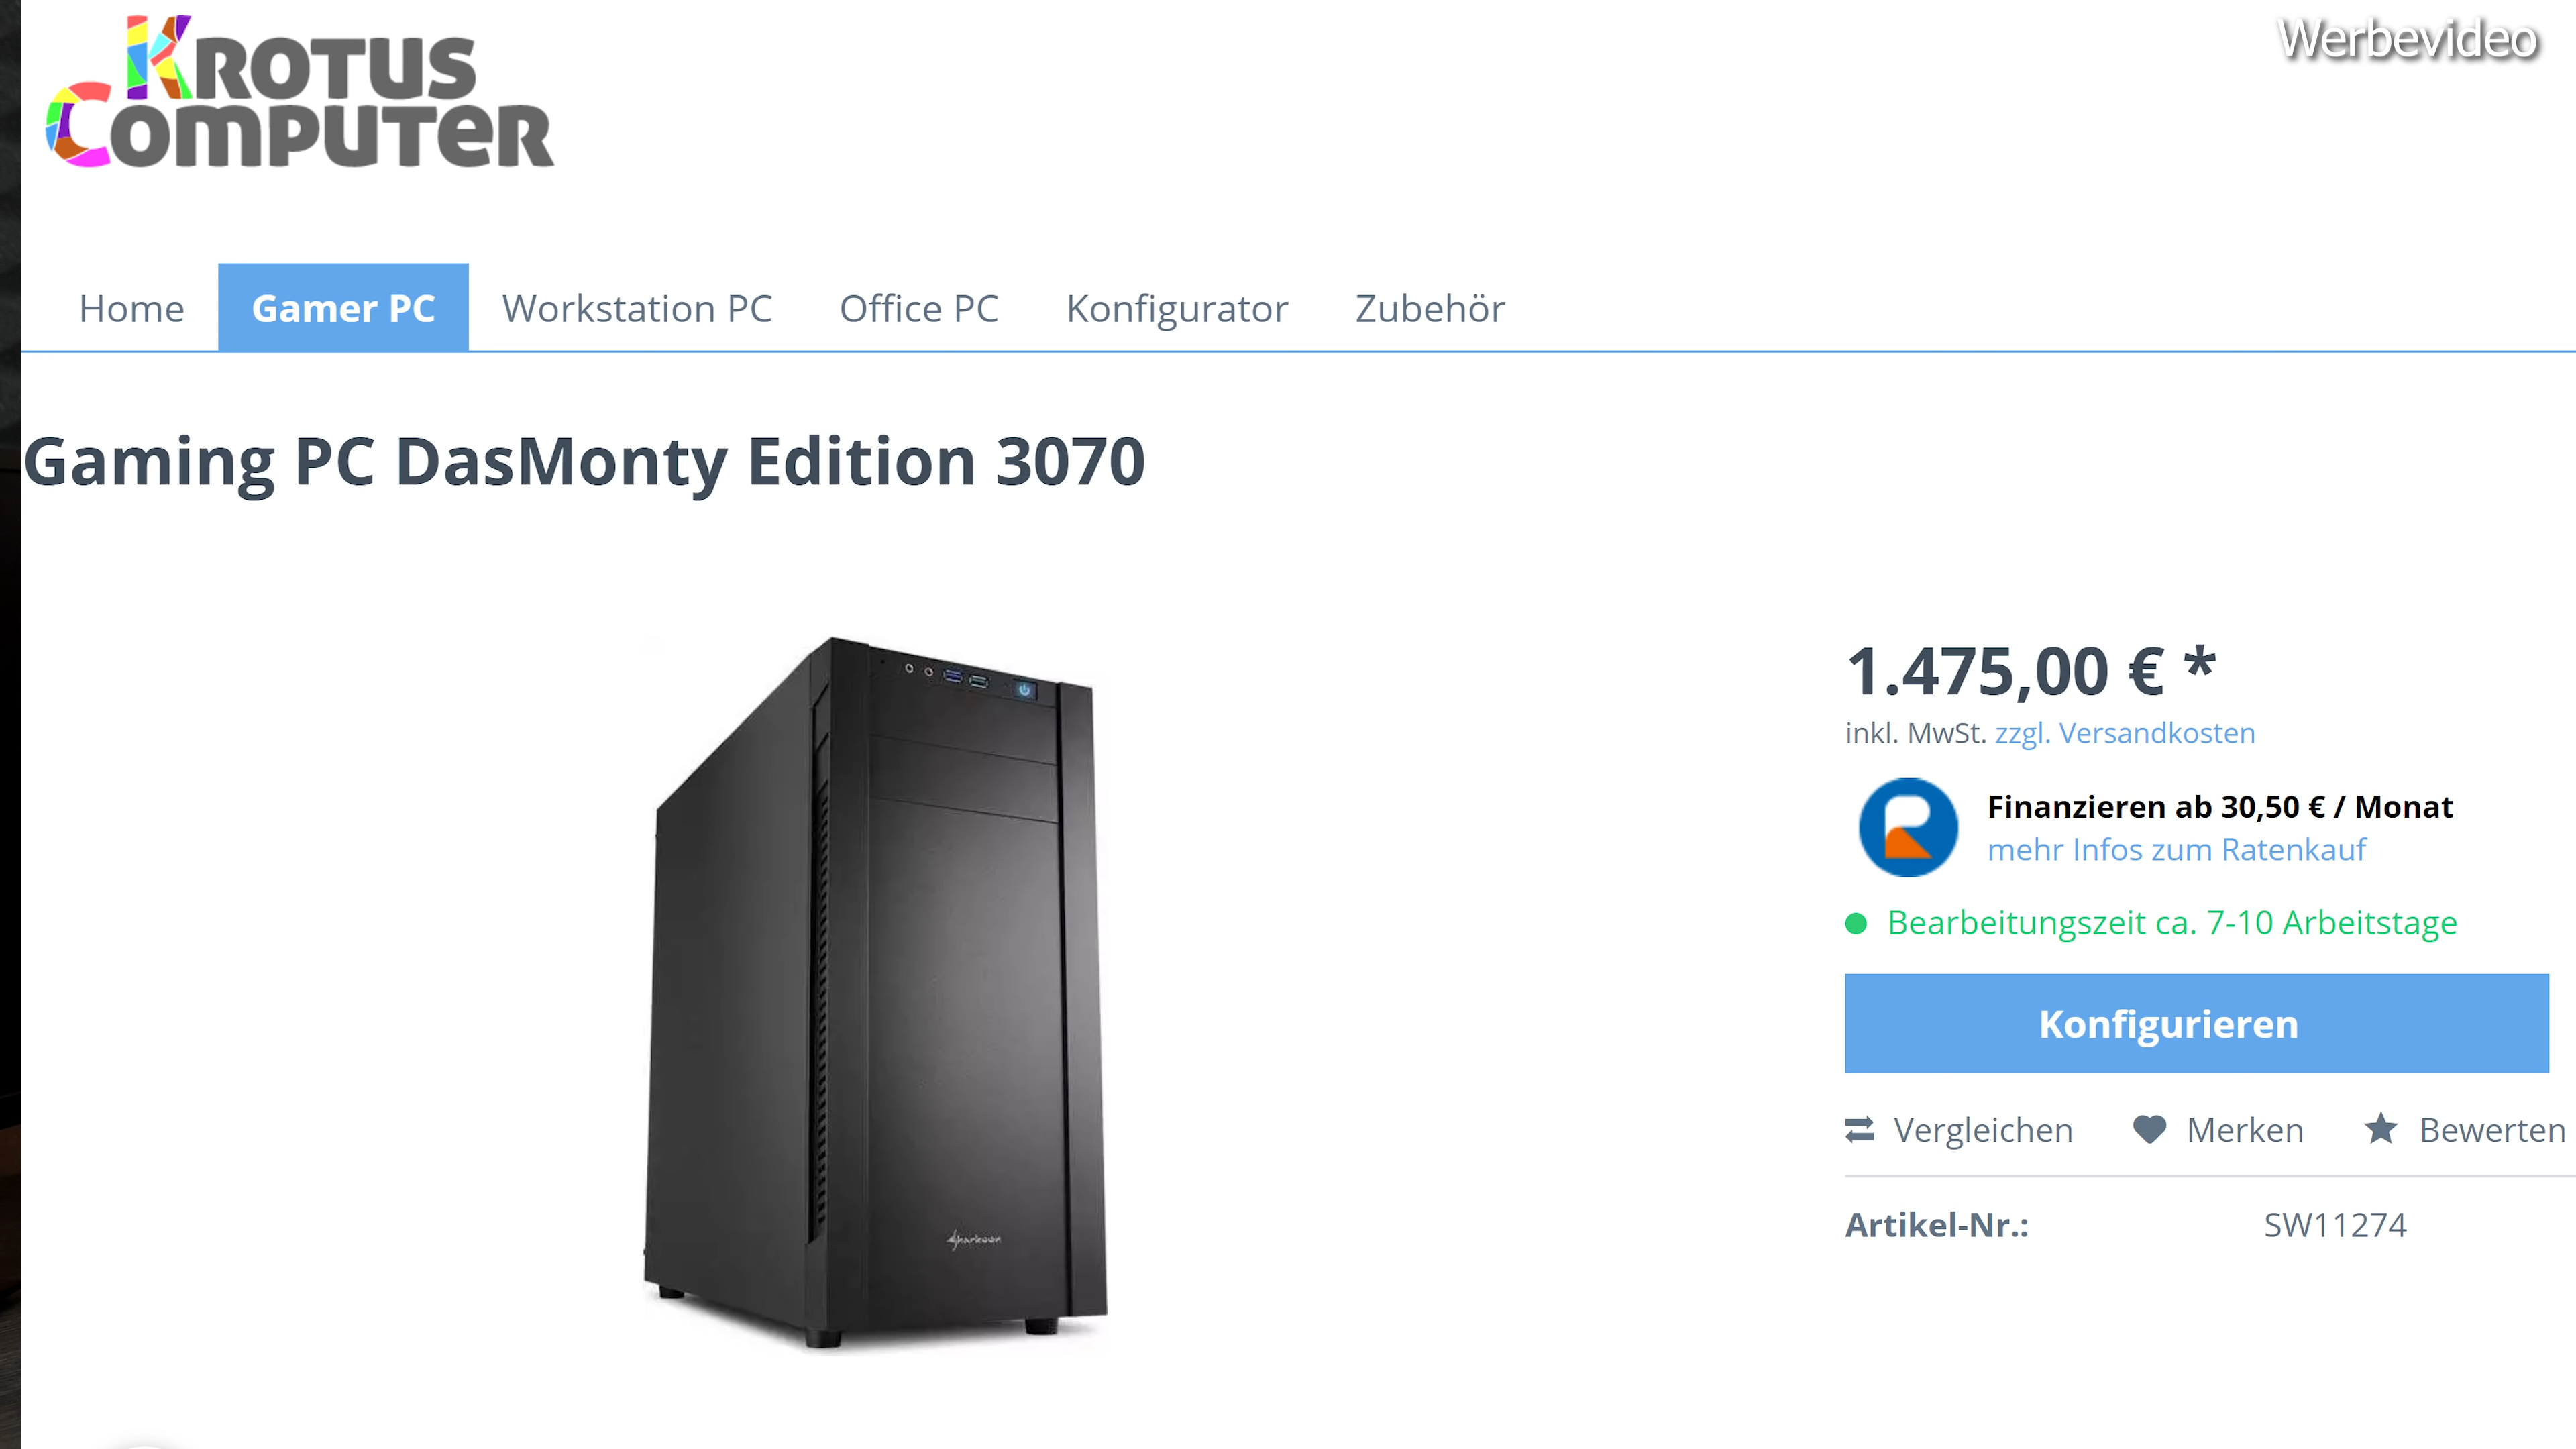 Werbevideo
KROTUS
COMPUTER
Home Gamer PC Workstation PC Office PC Konfigurator Zubehör
Gaming PC DasMonty Edition 3070
1.475,00 € *
inkl. MwSt. zzgl. Versandkosten
Finanzieren ab 30,50 € / Monat
mehr Infos zum Ratenkauf
Bearbeitungszeit ca. 7-10 Arbeitstage
Konfigurieren
Vergleichen Merken Bewerten
Artikel-Nr.: SW11274
Sharkoon